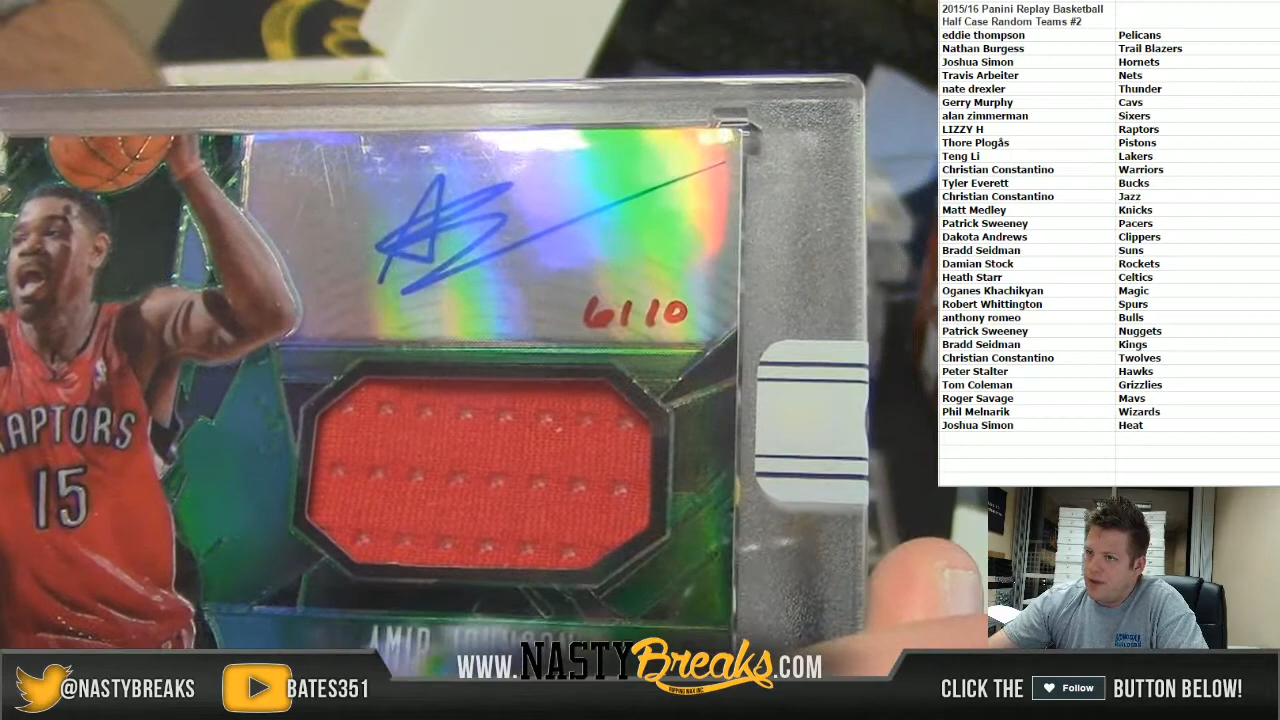 2015/16 Panini Replay Basketball
Half Case Random Teams #2
eddie thompson Pelicans
Nathan Burgess Trail Blazers
Joshua Simon Hornets
Travis Arbeiter Nets
nate drexler Thunder
Gerry Murphy Cavs
alan zimmerman Sixers
LIZZY H Raptors
Thore Plogås Pistons
Teng Li Lakers
Christian Constantino Warriors
Tyler Everett Bucks
Christian Constantino Jazz
Matt Medley Knicks
Patrick Sweeney Pacers
Dakota Andrews Clippers
Bradd Seidman Suns
Damian Stock Rockets
Heath Starr Celtics
Oganes Khachikyan Magic
Robert Whittington Spurs
anthony romeo Bulls
Patrick Sweeney Nuggets
Bradd Seidman Kings
Christian Constantino Twolves
Peter Stalter Hawks
Tom Coleman Grizzlies
Roger Savage Mavs
Phil Melnarik Wizards
Joshua Simon Heat
6/10
RAPTORS
15
AMIR JOHNSON
@NASTYBREAKS
BATES351
WWW.NASTYBreaks.COM
RIPPING WAX INC
CLICK THE Follow BUTTON BELOW!